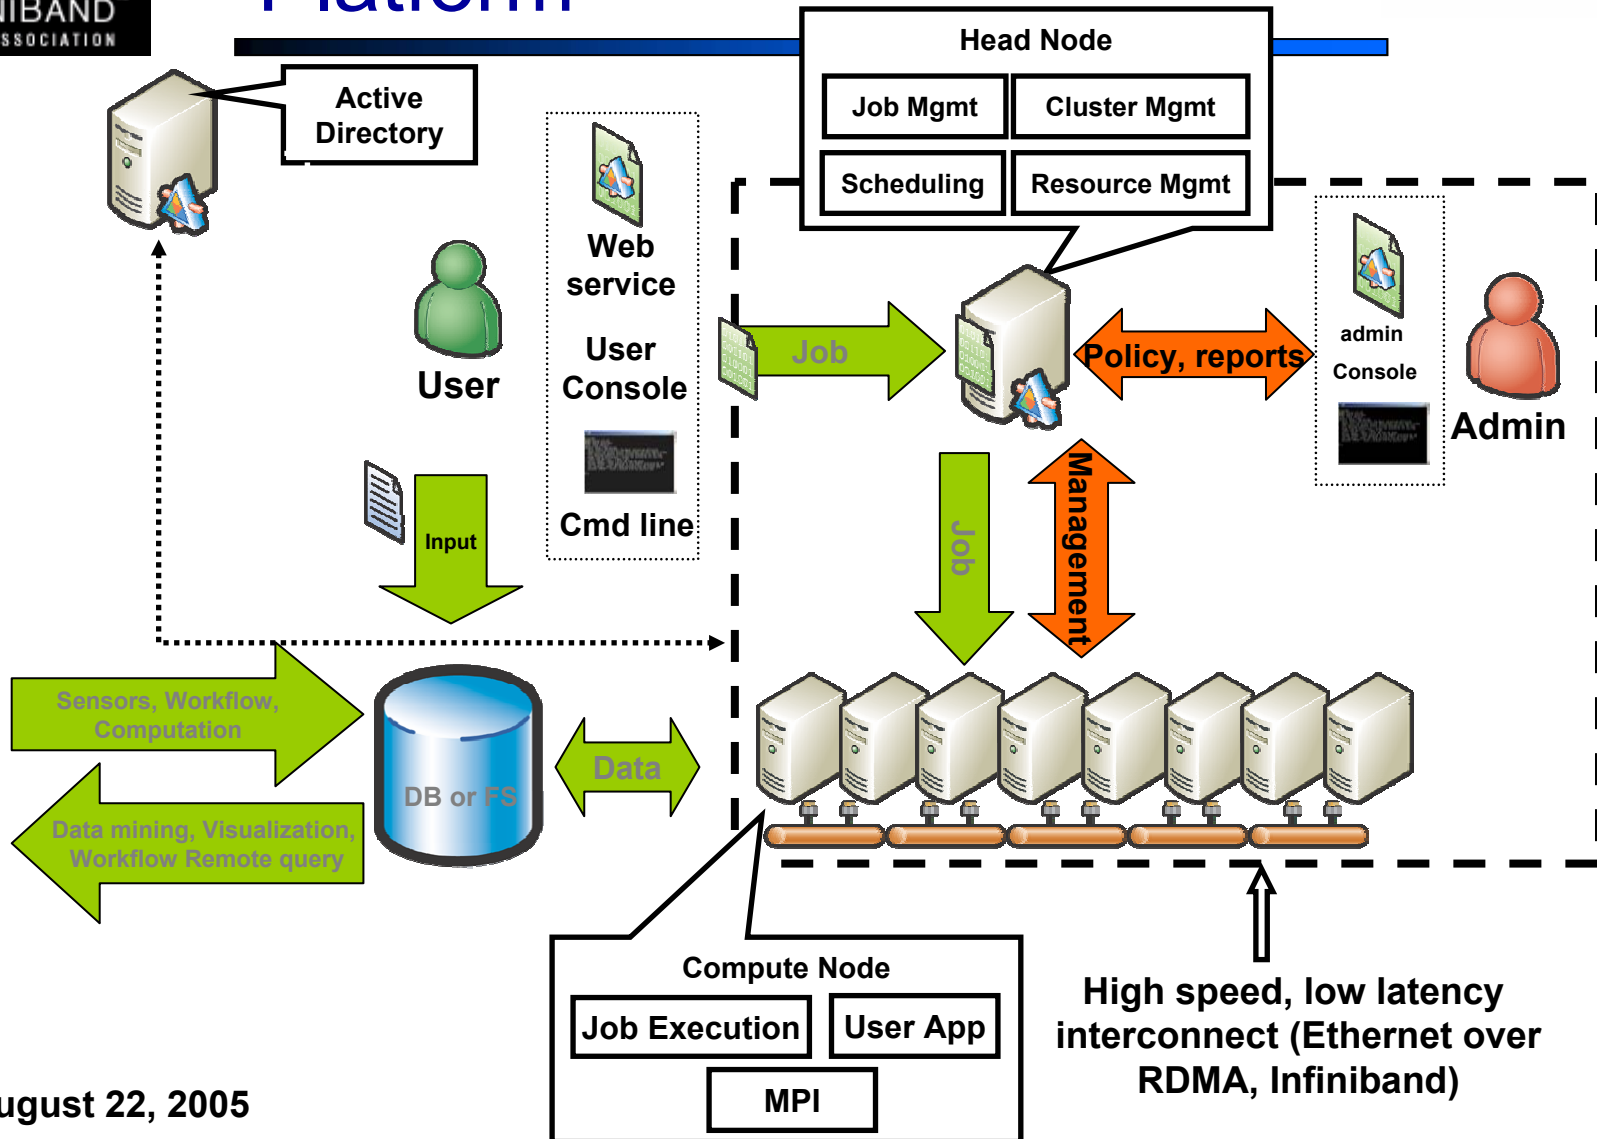 NIBAND
SSOCIATION
Platform
Head Node
Job Mgmt
Cluster Mgmt
Scheduling
Resource Mgmt
Active
Directory
Web
service
User
Console
Cmd line
User
Job
Policy, reports
admin
Console
Admin
Input
Job
Management
Sensors, Workflow,
Computation
DB or FS
Data
Data mining, Visualization,
Workflow Remote query
Compute Node
Job Execution
User App
MPI
High speed, low latency
interconnect (Ethernet over
RDMA, Infiniband)
ugust 22, 2005